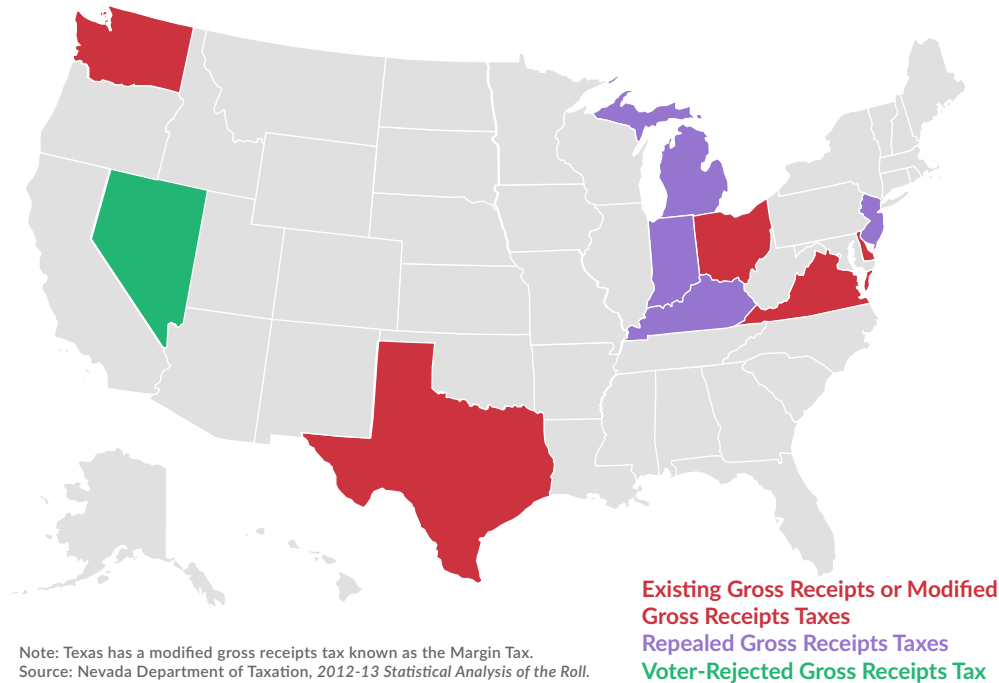 Existing Gross Receipts or Modified
Gross Receipts Taxes
Repealed Gross Receipts Taxes
Voter-Rejected Gross Receipts Tax
Note: Texas has a modified gross receipts tax known as the Margin Tax.
Source: Nevada Department of Taxation, 2012-13 Statistical Analysis of the Roll.